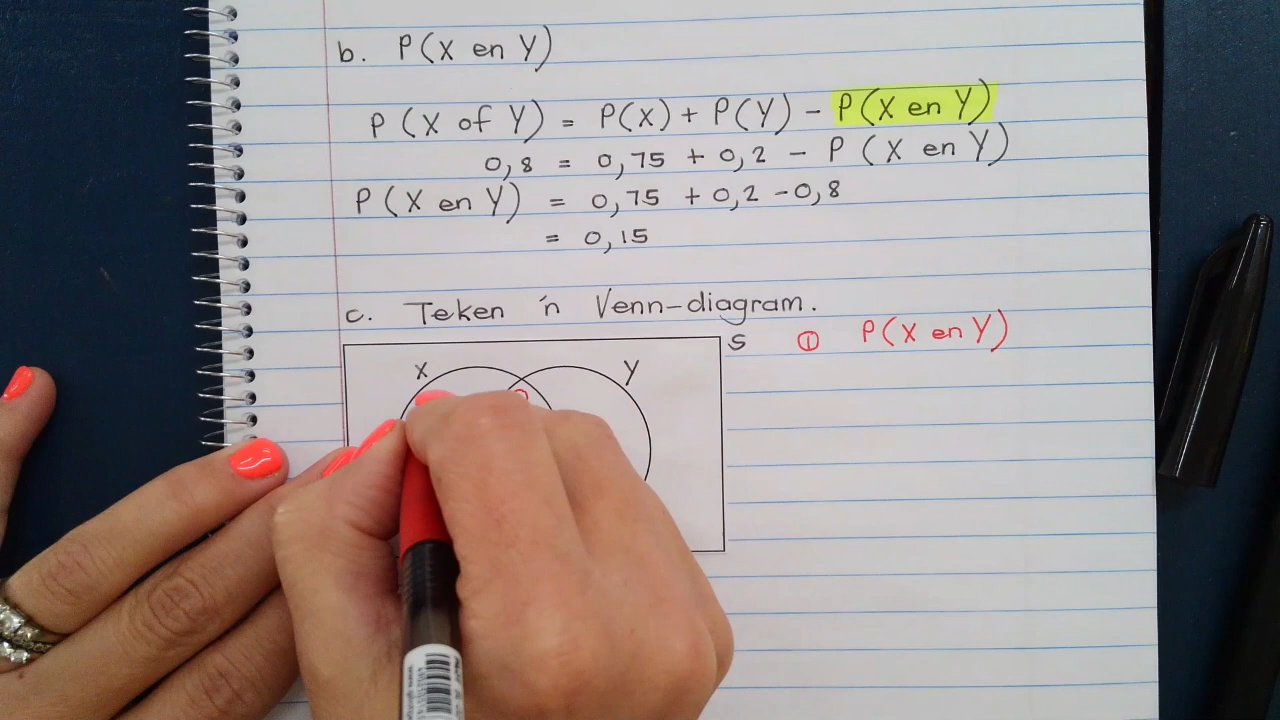 b. P(X en Y)
P(X of Y) = P(X) + P(Y) - P(X en Y)
0,8 = 0,75 + 0,2 - P(X en Y)
P(X en Y) = 0,75 + 0,2 - 0,8
= 0,15
c. Teken 'n Venn-diagram.
S ① P(X en Y)
X Y